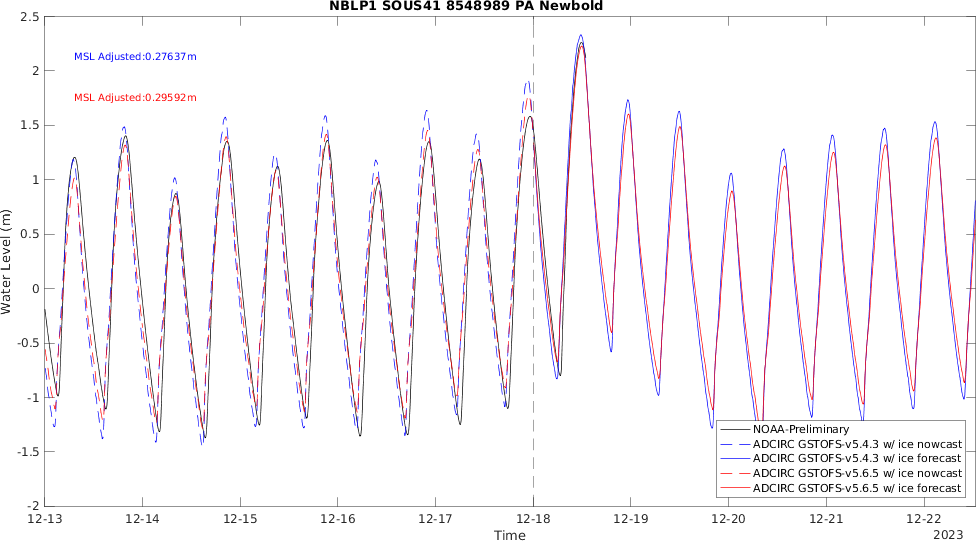 NBLP1 SOUS41 8548989 PA Newbold
MSL Adjusted:0.27637m
MSL Adjusted:0.29592m
Water Level (m)
2.5
2
1.5
1
0.5
0
-0.5
-1
-1.5
-2
NOAA-Preliminary
ADCIRC GSTOFS-v5.4.3 w/ ice nowcast
ADCIRC GSTOFS-v5.4.3 w/ ice forecast
ADCIRC GSTOFS-v5.6.5 w/ ice nowcast
ADCIRC GSTOFS-v5.6.5 w/ ice forecast
12-13 12-14 12-15 12-16 12-17 12-18 12-19 12-20 12-21 12-22
Time
2023